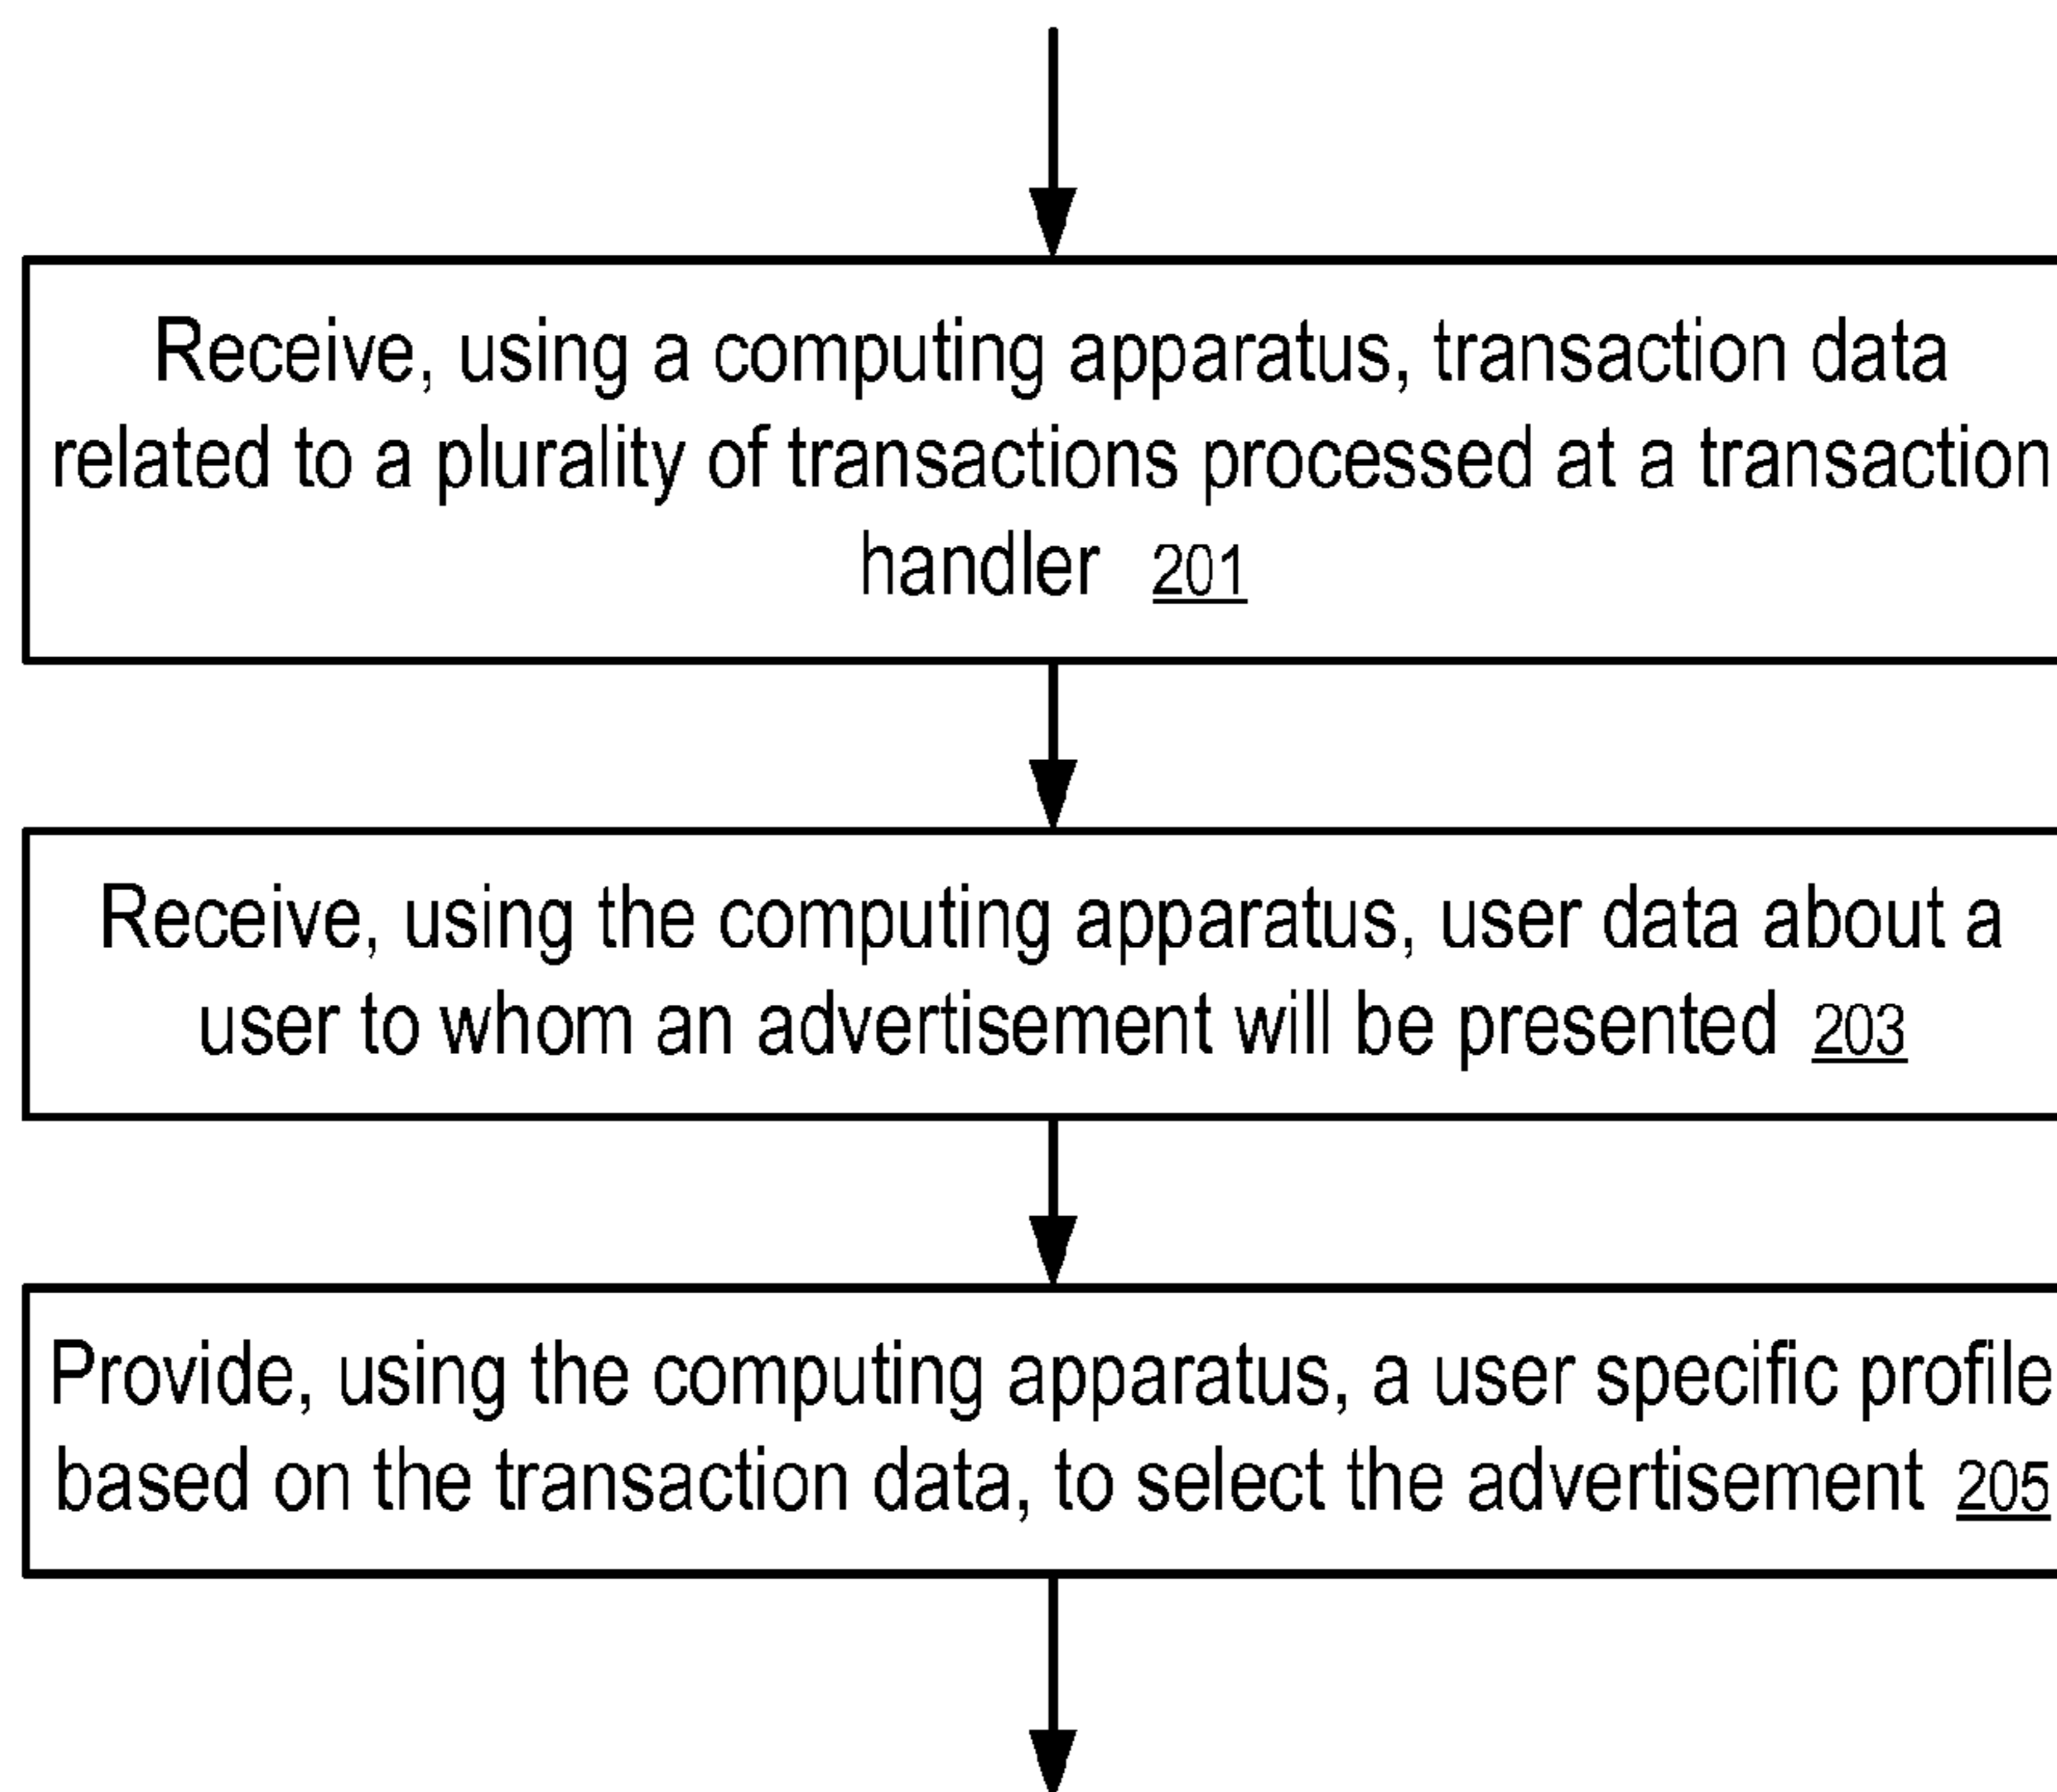 Receive, using a computing apparatus, transaction data
related to a plurality of transactions processed at a transaction
handler 201
Receive, using the computing apparatus, user data about a
user to whom an advertisement will be presented 203
Provide, using the computing apparatus, a user specific profile
based on the transaction data, to select the advertisement 205